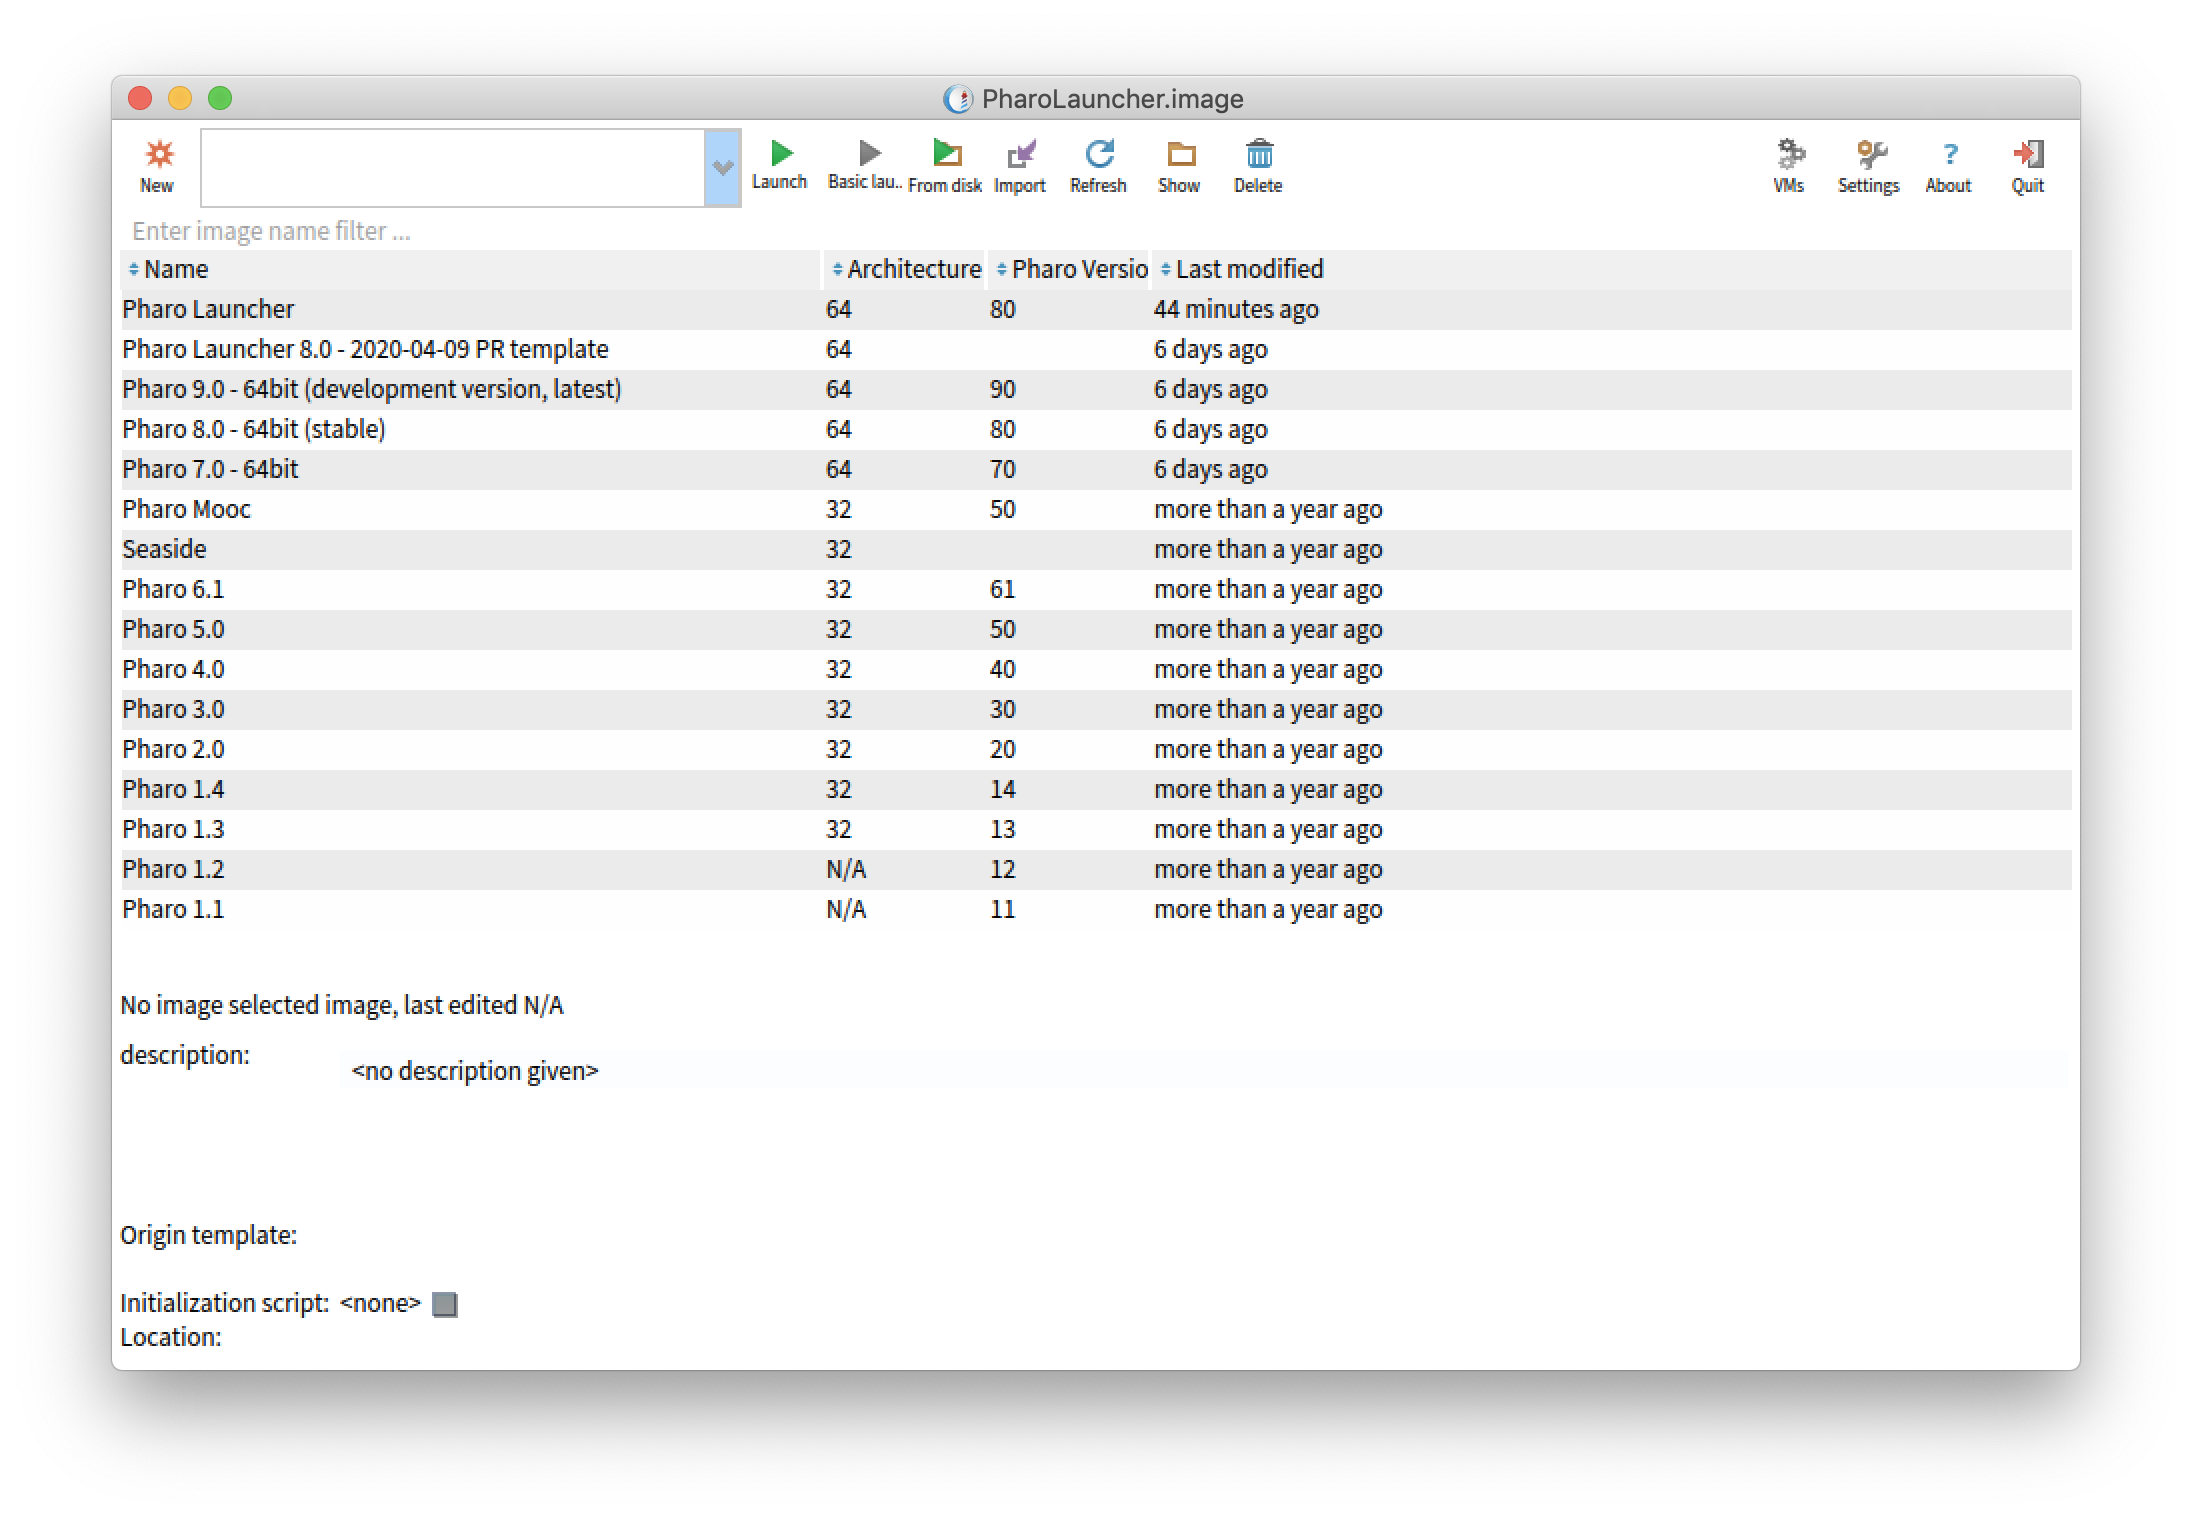 PharoLauncher.image
New
Launch
Basic lau..
From disk
Import
Refresh
Show
Delete
VMs
Settings
About
Quit
Enter image name filter ...
Name Architecture Pharo Versio Last modified
Pharo Launcher 64 80 44 minutes ago
Pharo Launcher 8.0 - 2020-04-09 PR template 64 6 days ago
Pharo 9.0 - 64bit (development version, latest) 64 90 6 days ago
Pharo 8.0 - 64bit (stable) 64 80 6 days ago
Pharo 7.0 - 64bit 64 70 6 days ago
Pharo Mooc 32 50 more than a year ago
Seaside 32 more than a year ago
Pharo 6.1 32 61 more than a year ago
Pharo 5.0 32 50 more than a year ago
Pharo 4.0 32 40 more than a year ago
Pharo 3.0 32 30 more than a year ago
Pharo 2.0 32 20 more than a year ago
Pharo 1.4 32 14 more than a year ago
Pharo 1.3 32 13 more than a year ago
Pharo 1.2 N/A 12 more than a year ago
Pharo 1.1 N/A 11 more than a year ago
No image selected image, last edited N/A
description:
<no description given>
Origin template:
Initialization script: <none>
Location: